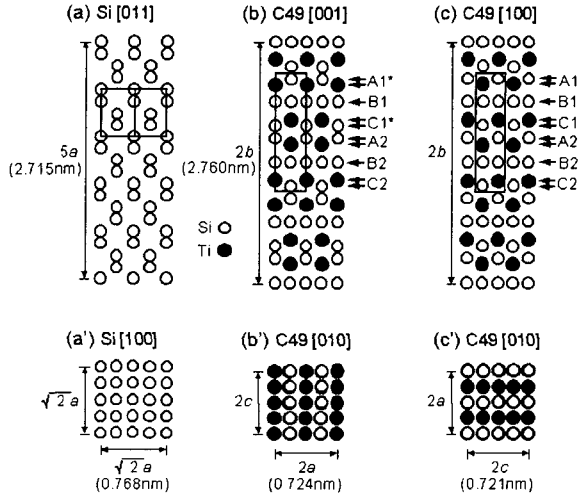 (a) Si [011]
(b) C49 [001]
(c) C49 [100]
5a
(2.715nm)
2b
(2.760nm)
2b
A1*
B1
C1*
A2
B2
C2
A1
B1
C1
A2
B2
C2
Si
Ti
(a') Si [100]
(b') C49 [010]
(c') C49 [010]
√2 a
2c
2a
√2 a
(0.768nm)
2a
(0 724nm)
2c
(0.721nm)